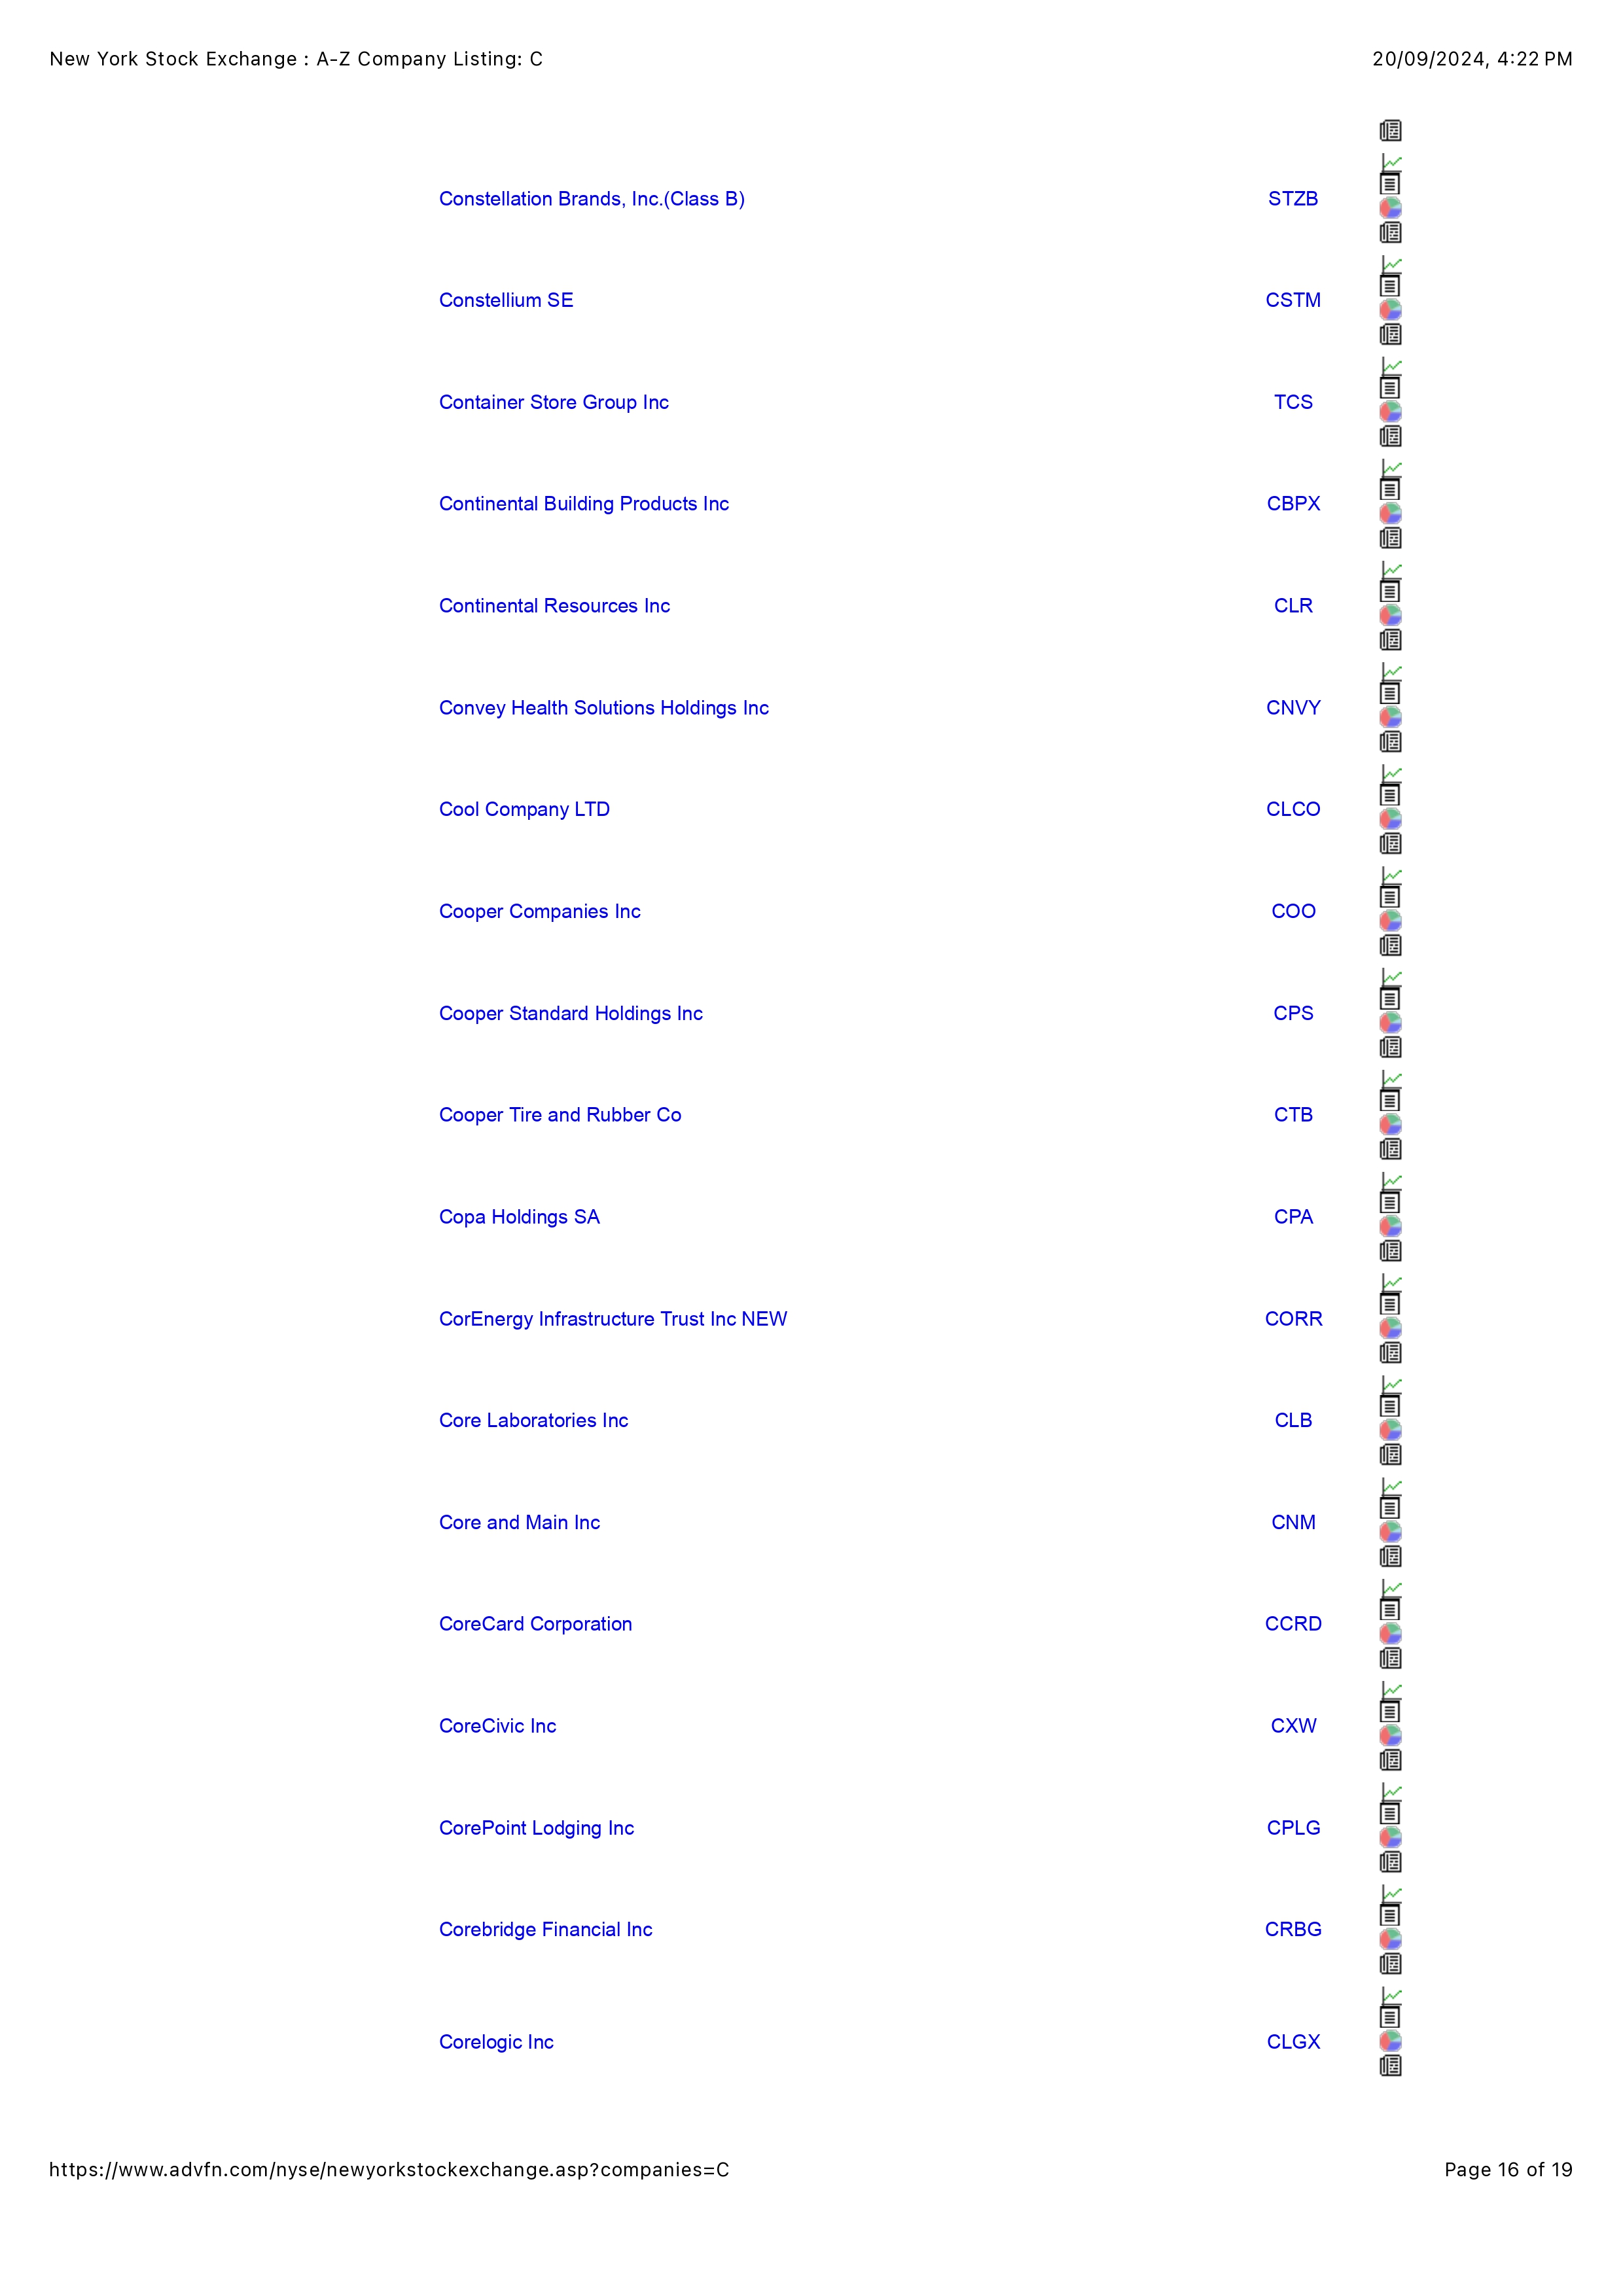 New York Stock Exchange : A-Z Company Listing: C 20/09/2024, 4:22 PM
Constellation Brands, Inc.(Class B) STZB
Constellium SE CSTM
Container Store Group Inc TCS
Continental Building Products Inc CBPX
Continental Resources Inc CLR
Convey Health Solutions Holdings Inc CNVY
Cool Company LTD CLCO
Cooper Companies Inc COO
Cooper Standard Holdings Inc CPS
Cooper Tire and Rubber Co CTB
Copa Holdings SA CPA
CorEnergy Infrastructure Trust Inc NEW CORR
Core Laboratories Inc CLB
Core and Main Inc CNM
CoreCard Corporation CCRD
CoreCivic Inc CXW
CorePoint Lodging Inc CPLG
Corebridge Financial Inc CRBG
Corelogic Inc CLGX
https://www.advfn.com/nyse/newyorkstockexchange.asp?companies=C Page 16 of 19